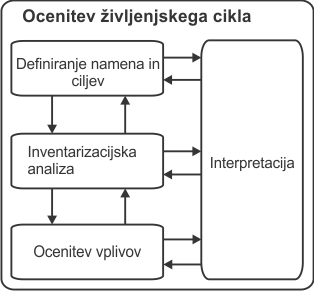 Ocenitev življenjskega cikla
Definiranje namena in
ciljev
Inventarizacijska
analiza
Interpretacija
Ocenitev vplivov